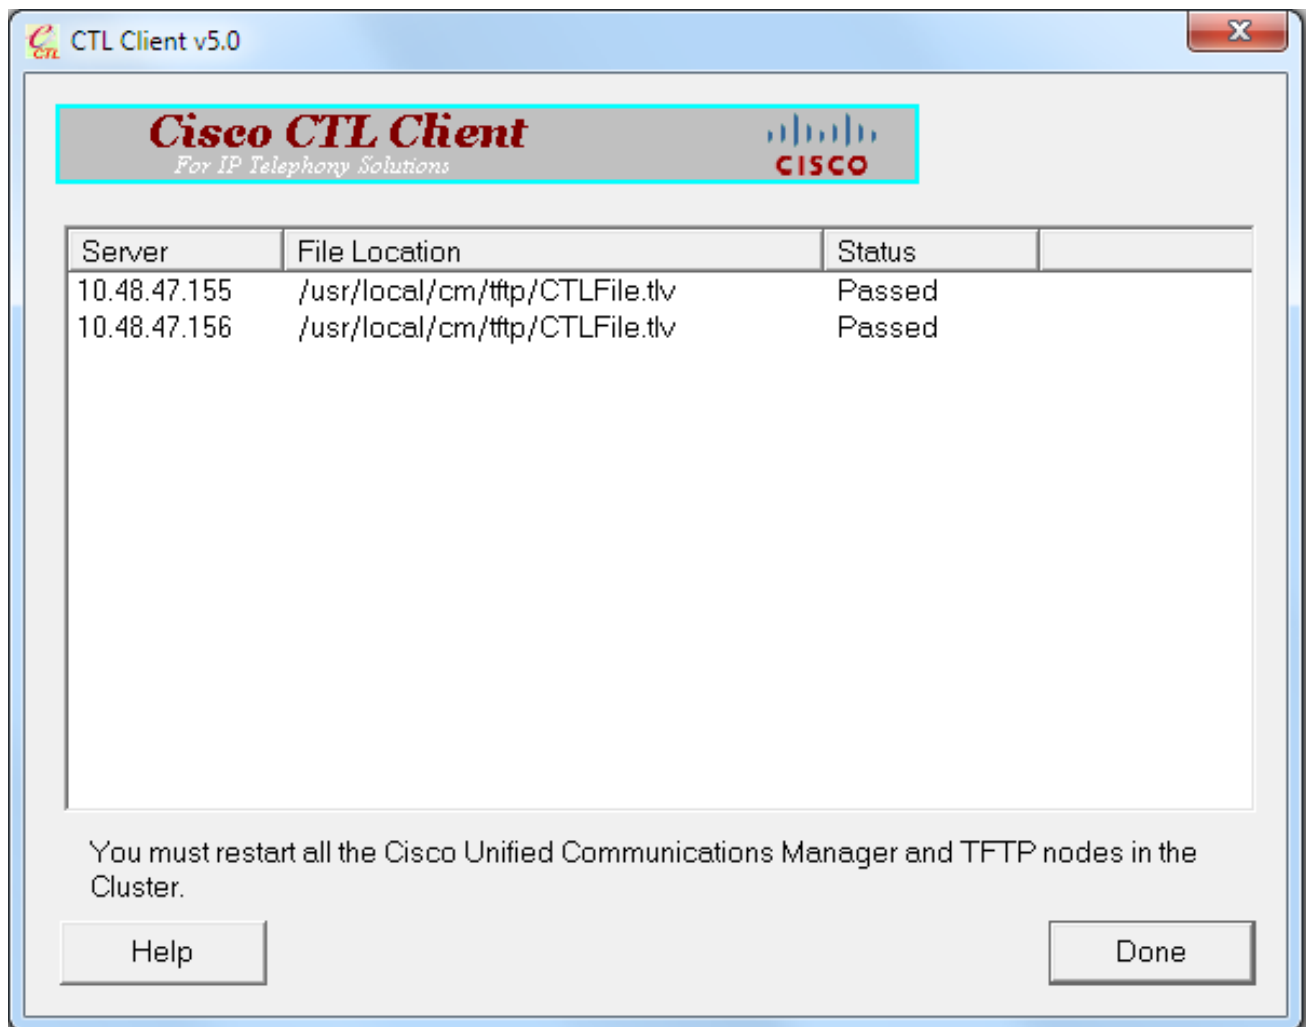 CTL Client v5.0
Cisco CTL Client
For IP Telephony Solutions
CISCO
Server File Location Status
10.48.47.155 /usr/local/cm/tftp/CTLFile.tlv Passed
10.48.47.156 /usr/local/cm/tftp/CTLFile.tlv Passed
You must restart all the Cisco Unified Communications Manager and TFTP nodes in the
Cluster.
Help Done